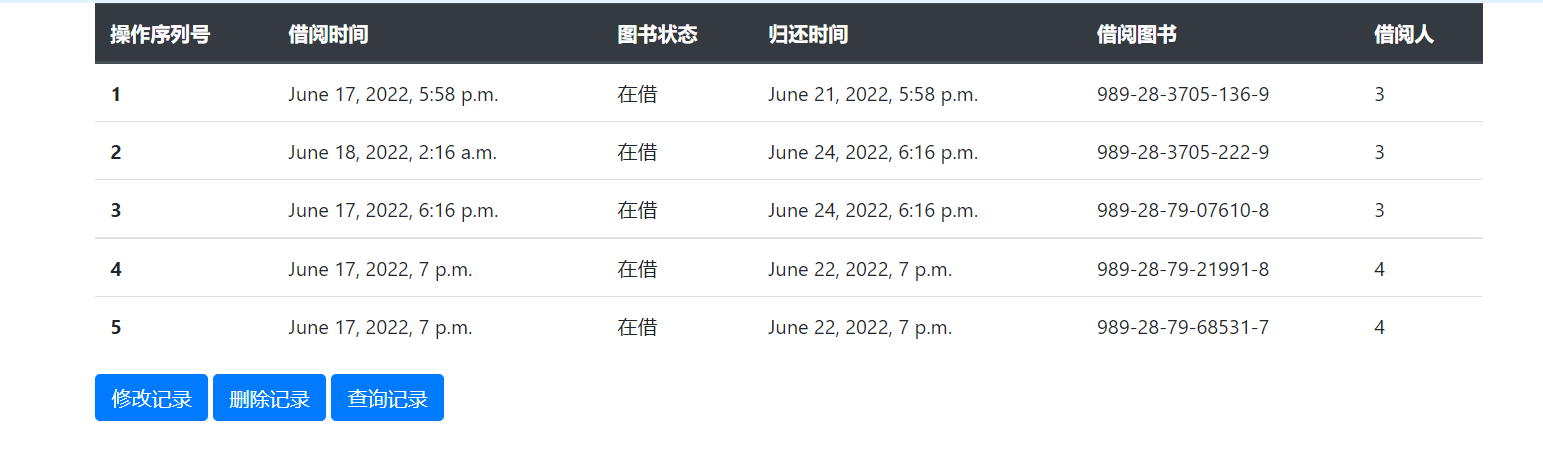 操作序列号 借阅时间 图书状态 归还时间 借阅图书 借阅人
1 June 17, 2022, 5:58 p.m. 在借 June 21, 2022, 5:58 p.m. 989-28-3705-136-9 3
2 June 18, 2022, 2:16 a.m. 在借 June 24, 2022, 6:16 p.m. 989-28-3705-222-9 3
3 June 17, 2022, 6:16 p.m. 在借 June 24, 2022, 6:16 p.m. 989-28-79-07610-8 3
4 June 17, 2022, 7 p.m. 在借 June 22, 2022, 7 p.m. 989-28-79-21991-8 4
5 June 17, 2022, 7 p.m. 在借 June 22, 2022, 7 p.m. 989-28-79-68531-7 4
修改记录 删除记录 查询记录